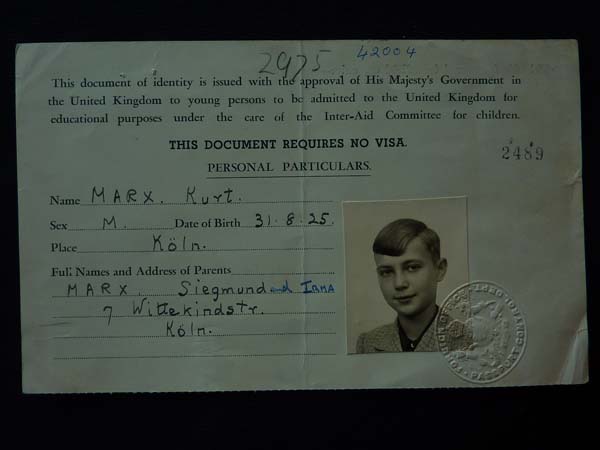 2975 42004
This document of identity is issued with the approval of His Majesty's Government in
the United Kingdom to young persons to be admitted to the United Kingdom for
educational purposes under the care of the Inter-Aid Committee for children.
THIS DOCUMENT REQUIRES NO VISA.
PERSONAL PARTICULARS.
2489
Name MARX. Kurt.
Sex M. Date of Birth 31.8.25.
Place Köln.
Full Names and Address of Parents
MARX. Siegmund and IRMA
7 Wittekindstr.
Köln.
PASSPORT